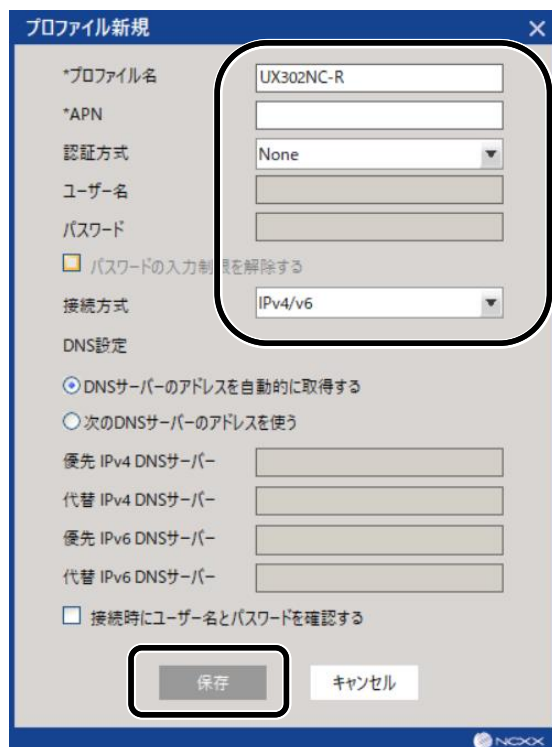 プロファイル新規
*プロファイル名 UX302NC-R
*APN
認証方式 None
ユーザー名
パスワード
パスワードの入力制限を解除する
接続方式 IPv4/v6
DNS設定
DNSサーバーのアドレスを自動的に取得する
次のDNSサーバーのアドレスを使う
優先 IPv4 DNSサーバー
代替 IPv4 DNSサーバー
優先 IPv6 DNSサーバー
代替 IPv6 DNSサーバー
接続時にユーザー名とパスワードを確認する
保存 キャンセル
NCXX